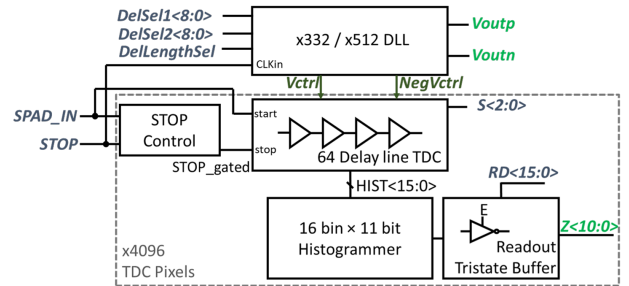 DelSel1<8:0>
DelSel2<8:0>
DelLengthSel
x332 / x512 DLL
CLKin
Voutp
Voutn
Vctrl
NegVctrl
SPAD_IN
STOP
STOP
Control
start
stop
STOP_gated
64 Delay line TDC
S<2:0>
HIST<15:0>
RD<15:0>
16 bin × 11 bit
Histogrammer
E
Readout
Tristate Buffer
Z<10:0>
x4096
TDC Pixels